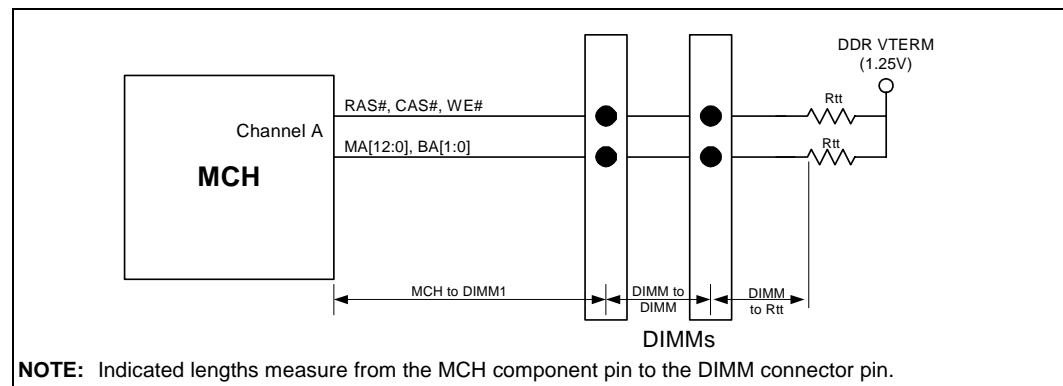 DDR VTERM
(1.25V)
Rtt
RAS#, CAS#, WE#
Channel A
Rtt
MA[12:0], BA[1:0]
MCH
MCH to DIMM1
DIMM to
DIMM
DIMM
to Rtt
DIMMs
NOTE: Indicated lengths measure from the MCH component pin to the DIMM connector pin.